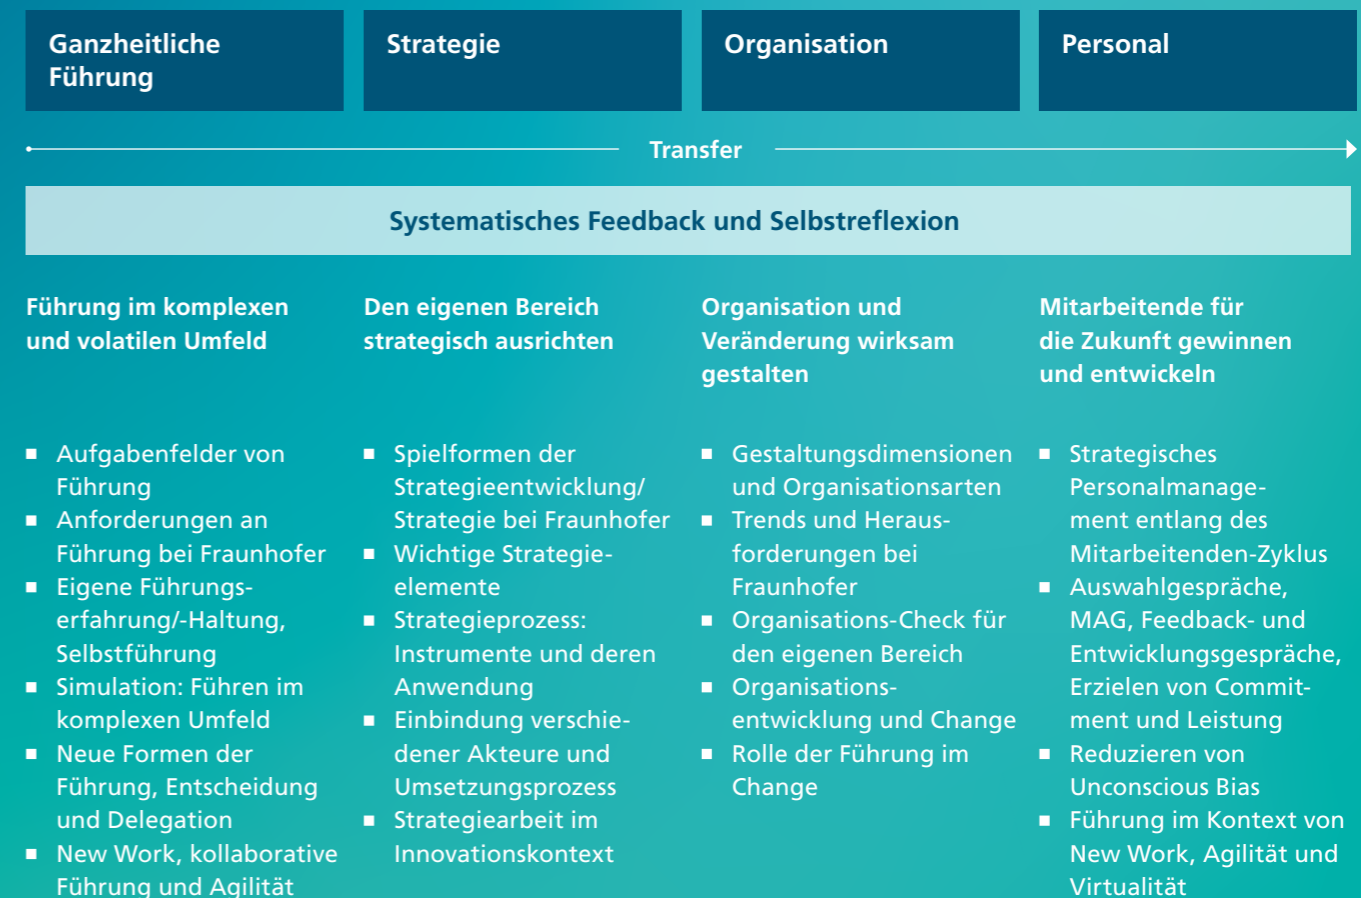 Ganzheitliche
Führung
Strategie
Organisation
Personal
Transfer
Systematisches Feedback und Selbstreflexion
Führung im komplexen
und volatilen Umfeld
■ Aufgabenfelder von
Führung
■ Anforderungen an
Führung bei Fraunhofer
■ Eigene Führungs-
erfahrung/-Haltung,
Selbstführung
■ Simulation: Führen im
komplexen Umfeld
■ Neue Formen der
Führung, Entscheidung
und Delegation
■ New Work, kollaborative
Führung und Agilität
Den eigenen Bereich
strategisch ausrichten
■ Spielformen der
Strategieentwicklung/
Strategie bei Fraunhofer
■ Wichtige Strategie-
elemente
■ Strategieprozess:
Instrumente und deren
Anwendung
■ Einbindung verschie-
dener Akteure und
Umsetzungsprozess
■ Strategiearbeit im
Innovationskontext
Organisation und
Veränderung wirksam
gestalten
■ Gestaltungsdimensionen
und Organisationsarten
■ Trends und Heraus-
forderungen bei
Fraunhofer
■ Organisations-Check für
den eigenen Bereich
■ Organisations-
entwicklung und Change
■ Rolle der Führung im
Change
Mitarbeitende für
die Zukunft gewinnen
und entwickeln
■ Strategisches
Personalmanage-
ment entlang des
Mitarbeitenden-Zyklus
■ Auswahlgespräche,
MAG, Feedback- und
Entwicklungsgespräche,
Erzielen von Commit-
ment und Leistung
■ Reduzieren von
Unconscious Bias
■ Führung im Kontext von
New Work, Agilität und
Virtualität